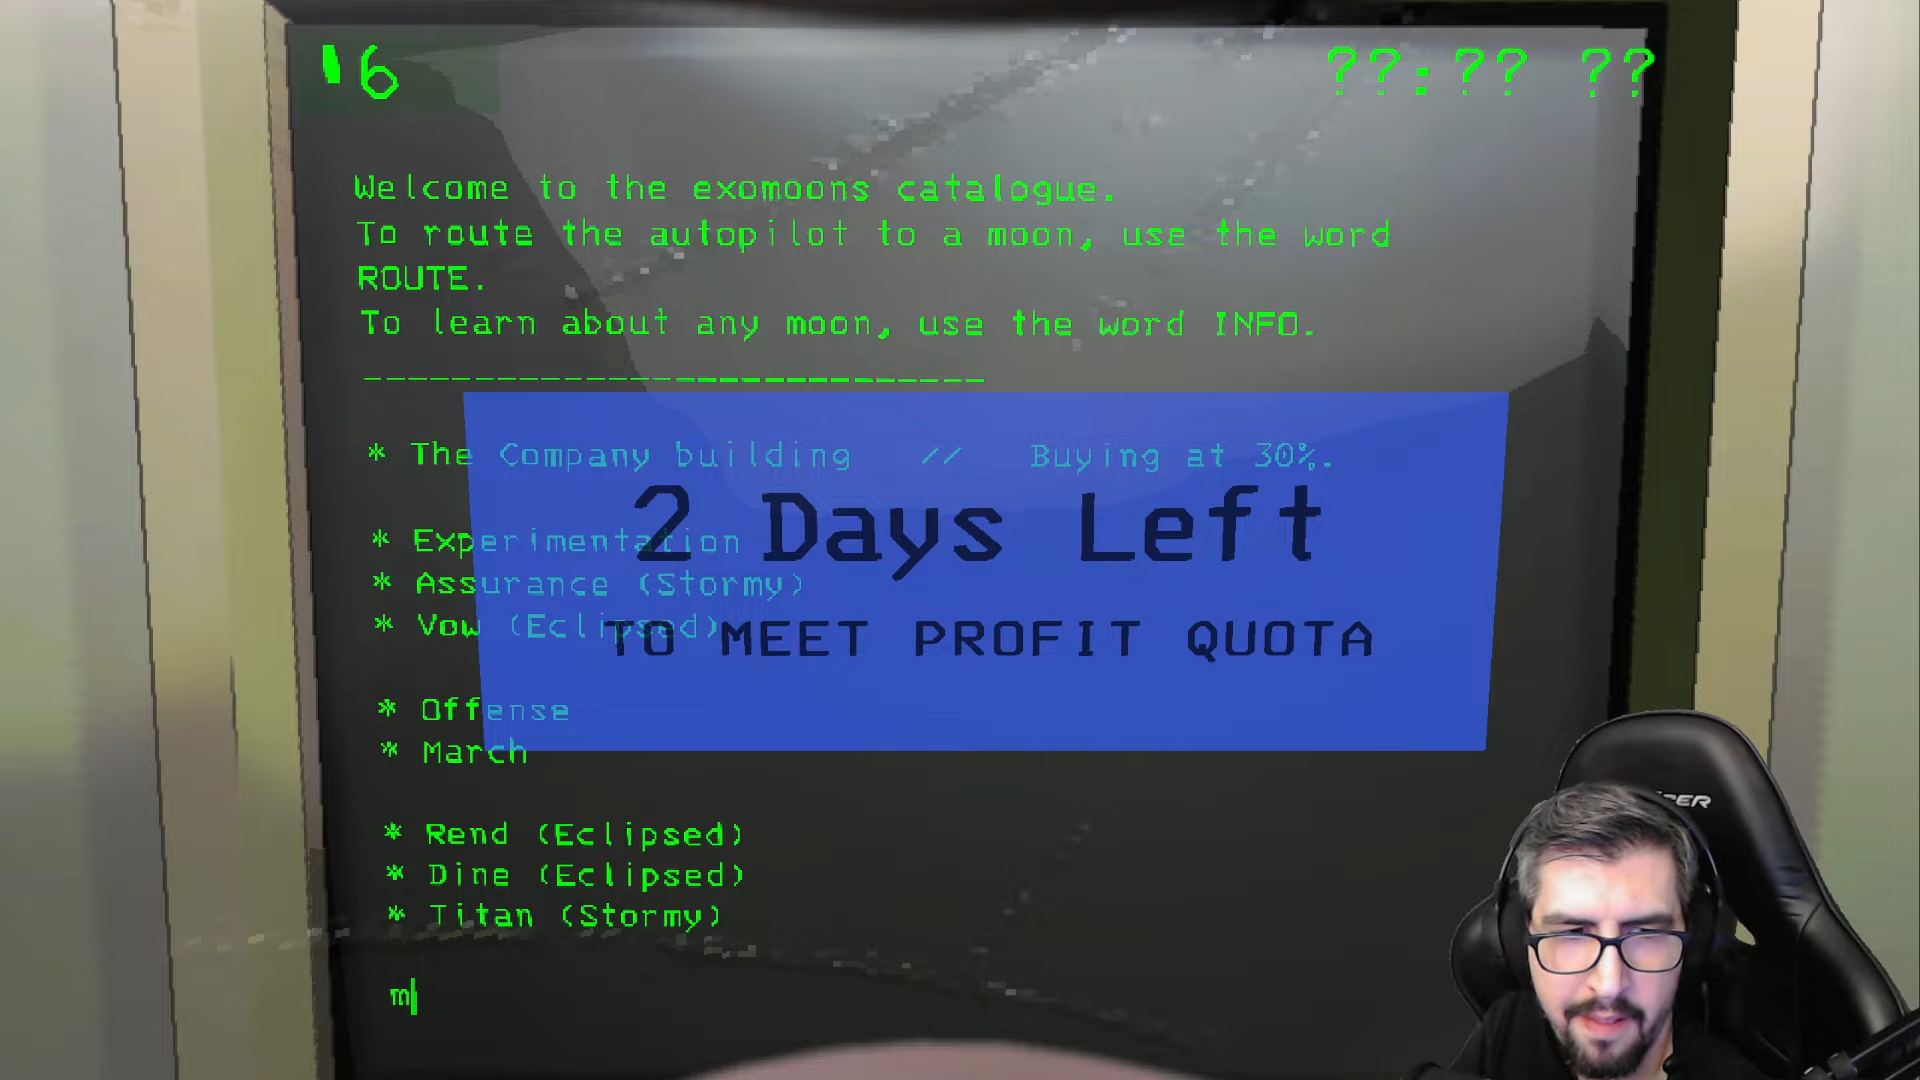 6
??:?? ??
Welcome to the exomoons catalogue.
To route the autopilot to a moon, use the word
ROUTE.
To learn about any moon, use the word INFO.
----------------------------
* The Company building // Buying at 30%.
2 Days Left
* Experimentation
* Assurance (Stormy)
* Vow (Eclipsed)
TO MEET PROFIT QUOTA
* Offense
* March
* Rend (Eclipsed)
* Dine (Eclipsed)
* Titan (Stormy)
m